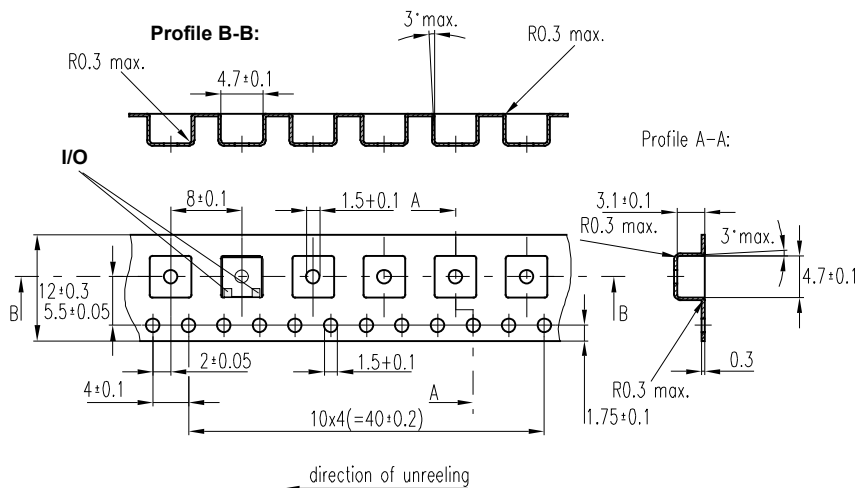 Profile B-B:
3°max.
R0.3 max.
R0.3 max.
4.7±0.1
Profile A-A:
I/O
8±0.1
1.5+0.1
A
3.1±0.1
R0.3 max.
3°max.
4.7±0.1
B
12±0.3
5.5±0.05
B
2±0.05
1.5+0.1
4±0.1
A
0.3
R0.3 max.
1.75±0.1
10x4(=40±0.2)
direction of unreeling